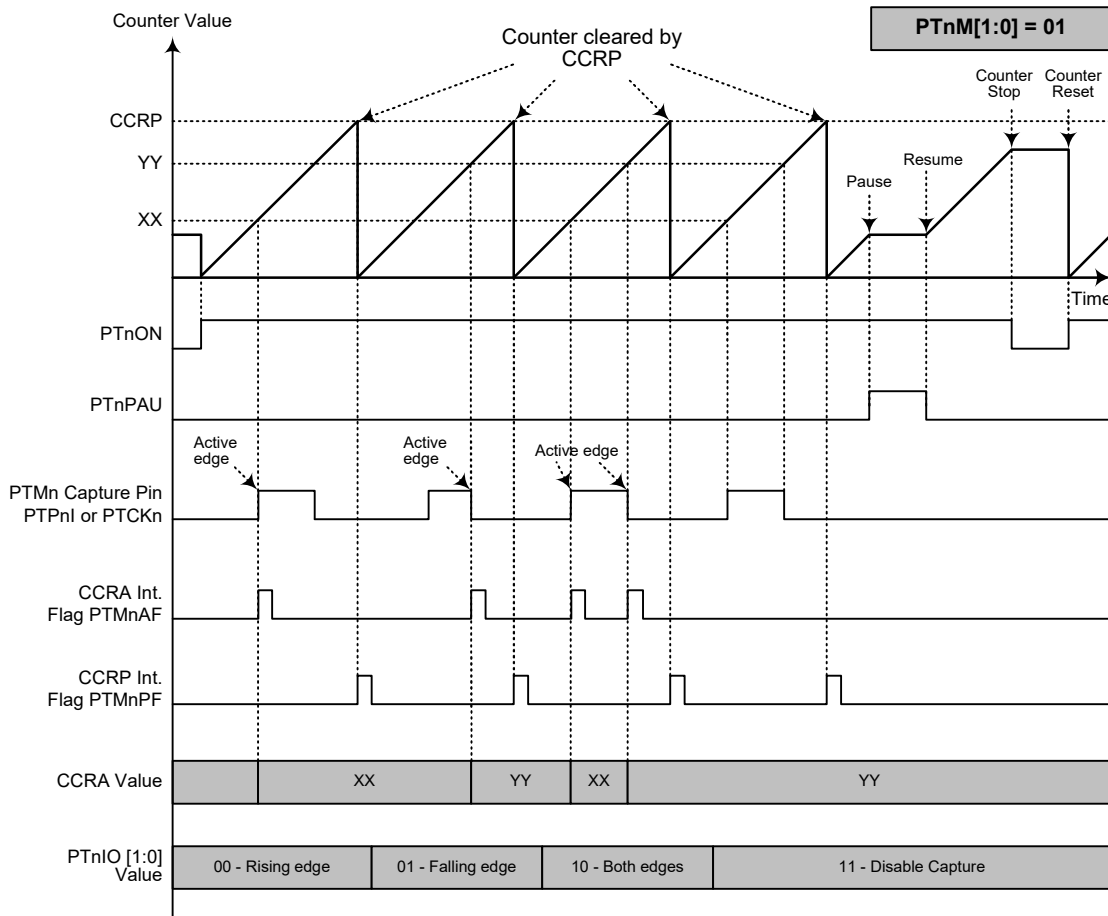 Counter Value
PTnM[1:0] = 01
Counter cleared by
CCRP
Counter
Stop
Counter
Reset
CCRP
YY
XX
Pause
Resume
Time
PTnON
PTnPAU
Active
edge
Active
edge
Active edge
PTMn Capture Pin
PTPnI or PTCKn
CCRA Int.
Flag PTMnAF
CCRP Int.
Flag PTMnPF
CCRA Value
XX
YY
XX
YY
PTnIO [1:0]
Value
00 - Rising edge
01 - Falling edge
10 - Both edges
11 - Disable Capture